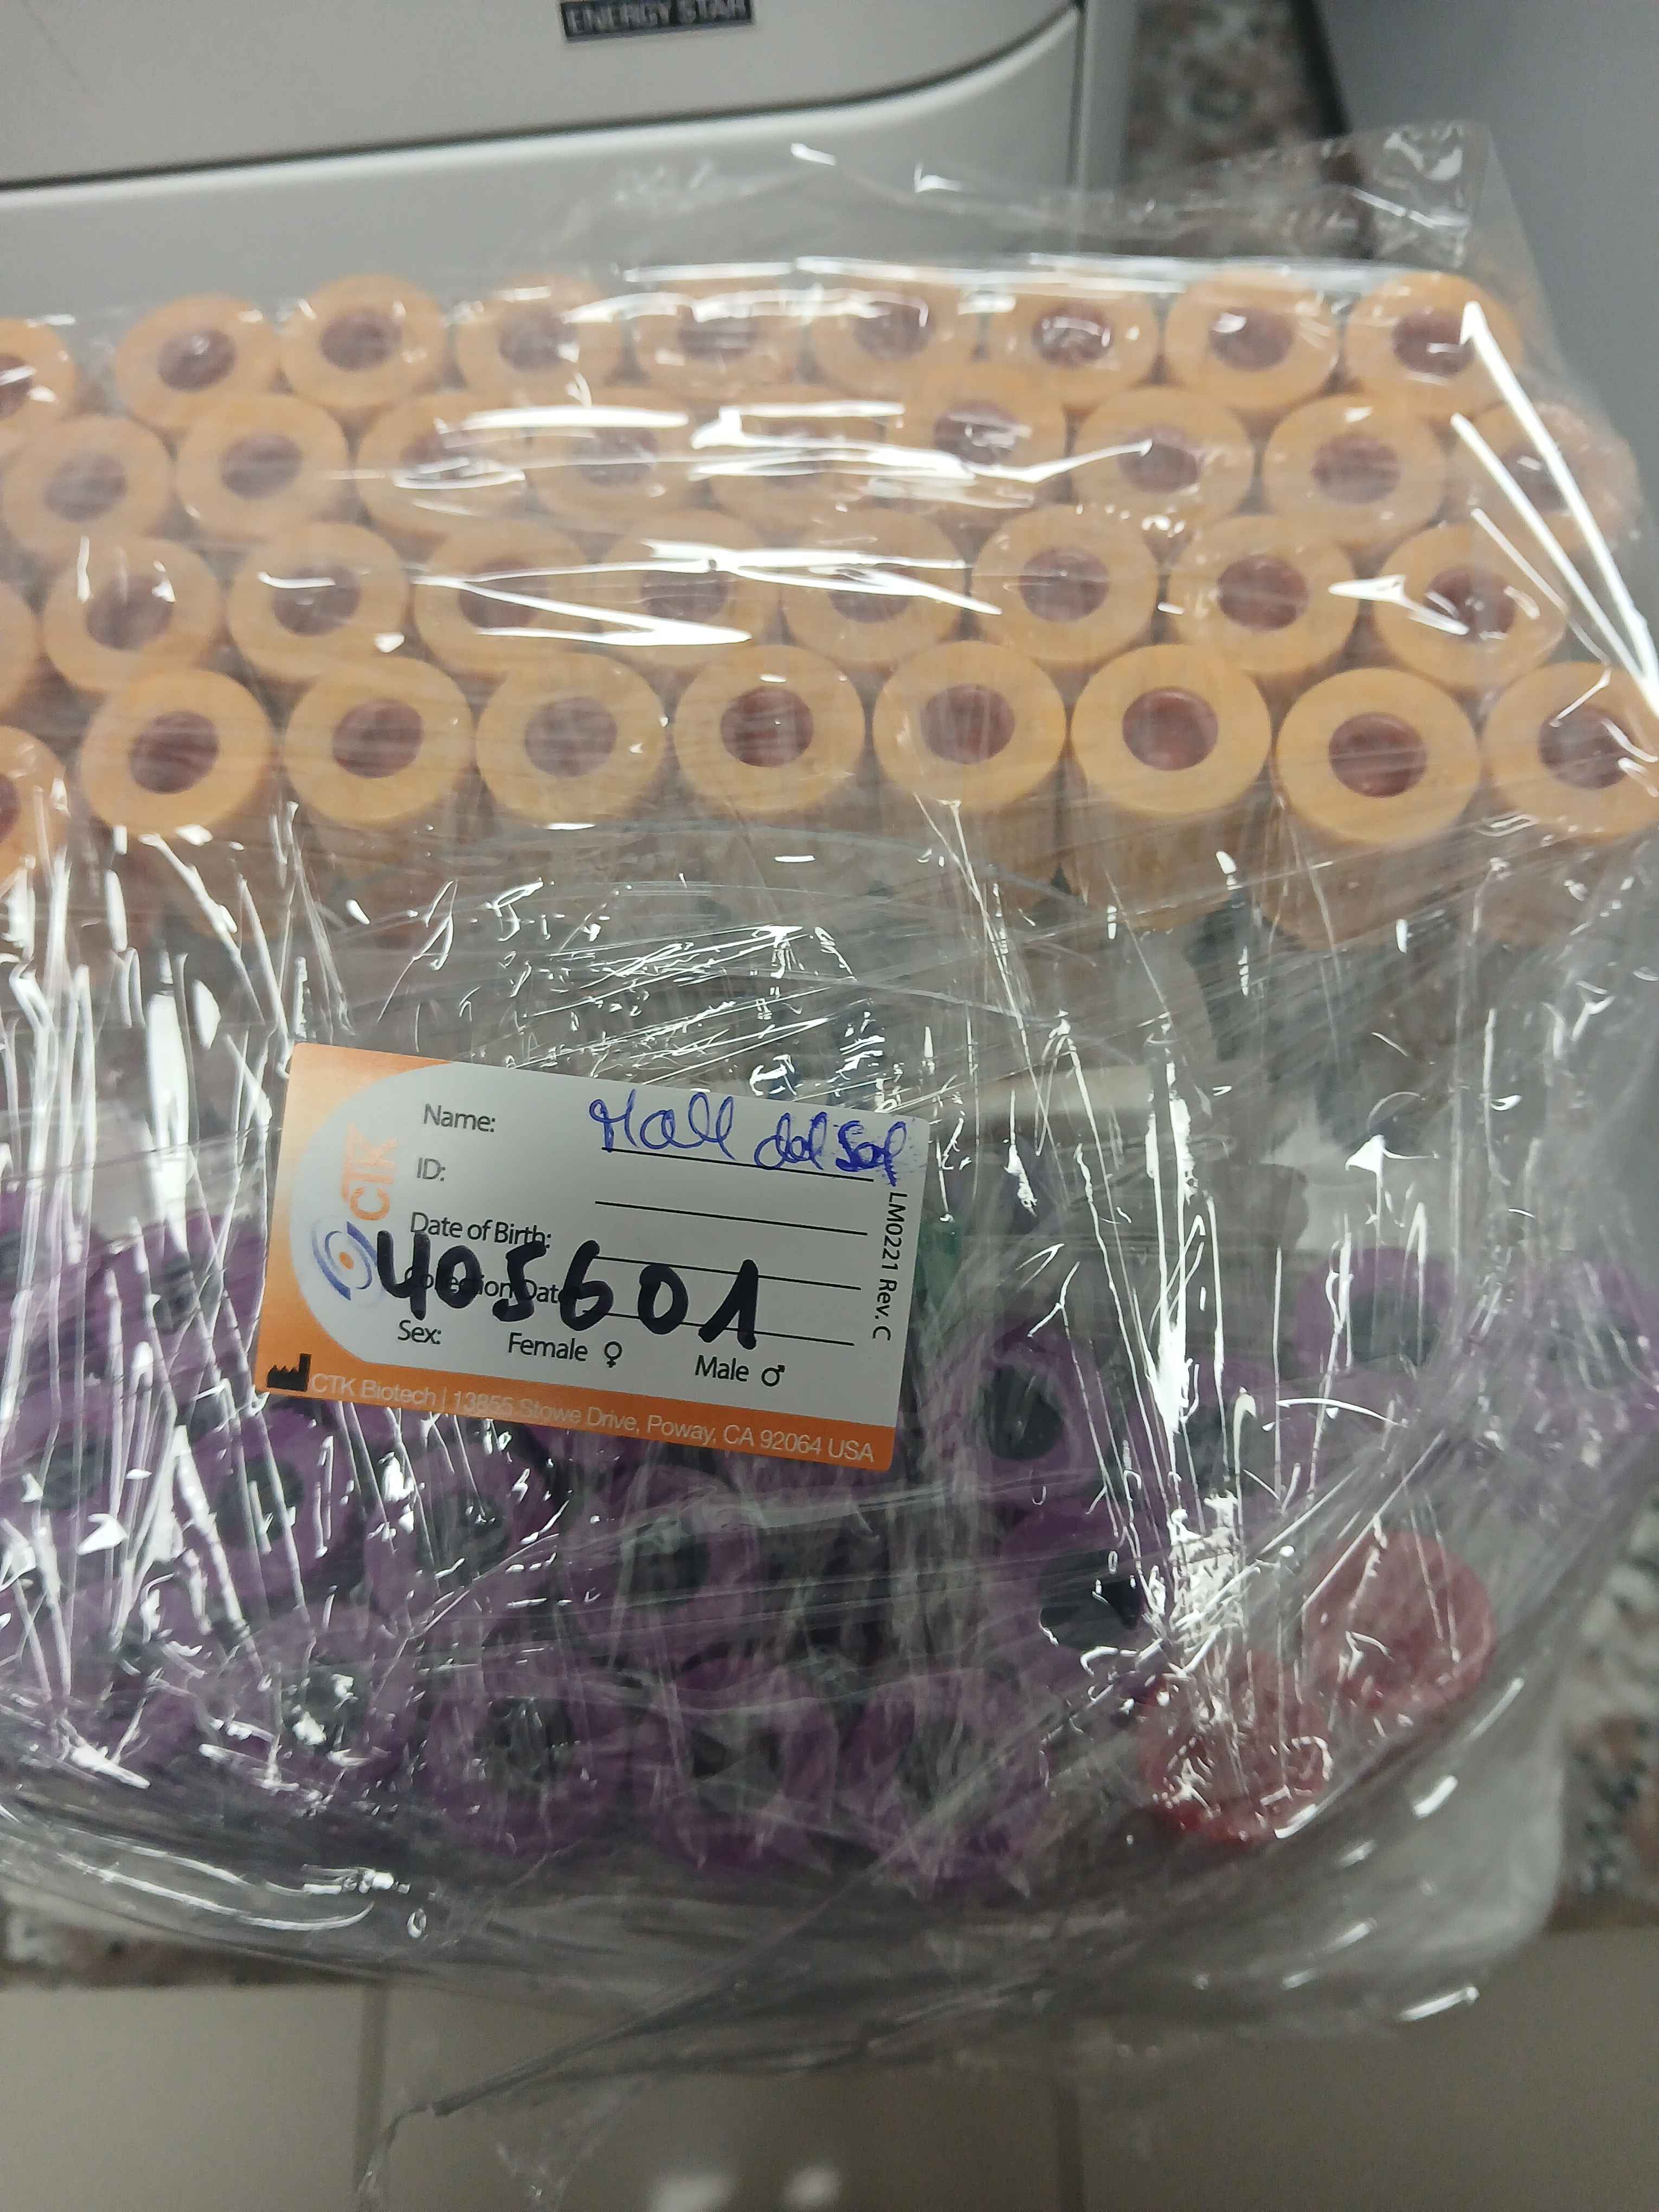 ENERGY STAR
Name: Mall del Sol
ID:
Date of Birth:
405601
Collection Date
Sex: Female ♀ Male ♂
CTK
LM0221 Rev. C
CTK Biotech | 13855 Stowe Drive, Poway, CA 92064 USA